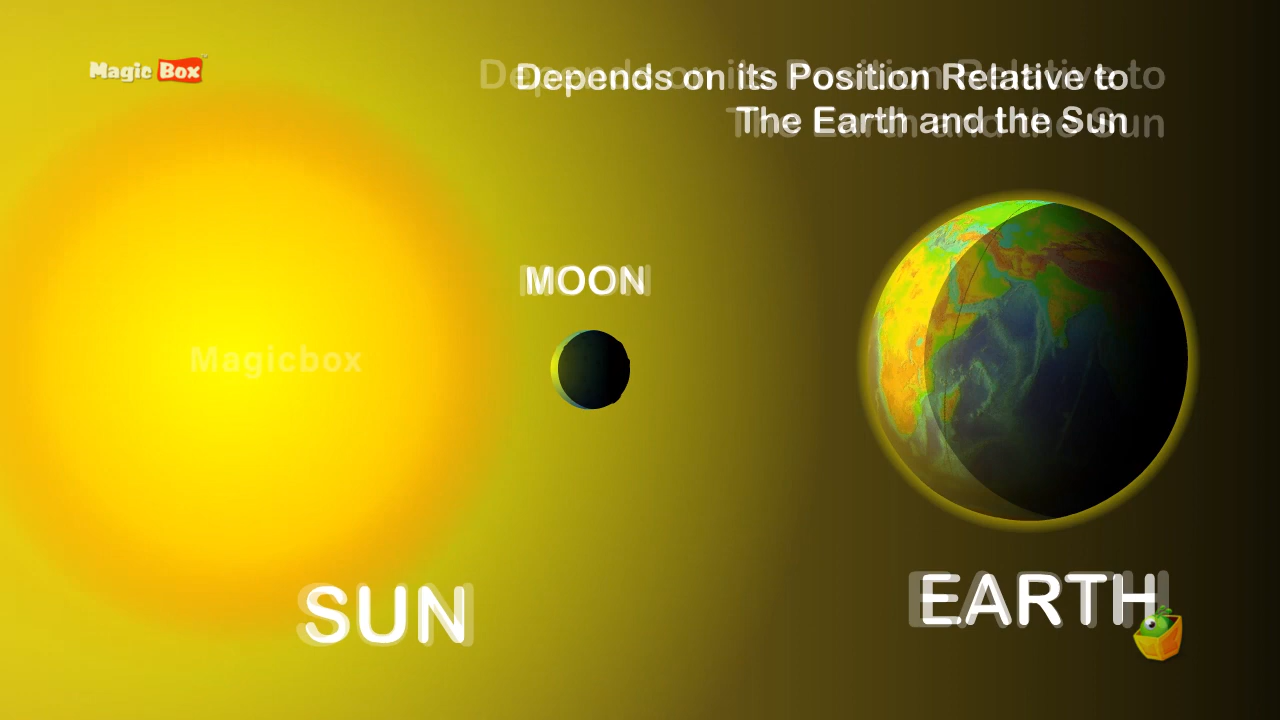 Magic Box
Depends on its Position Relative to
The Earth and the Sun
MOON
Magicbox
SUN
EARTH